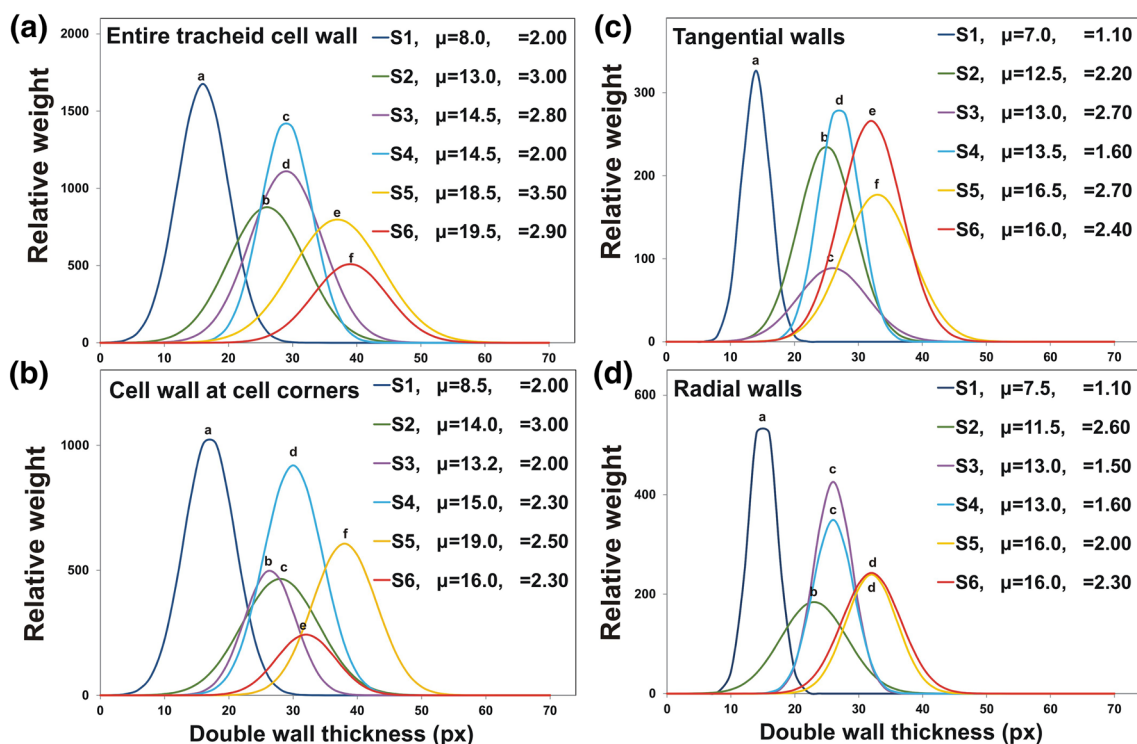 (a)
Entire tracheid cell wall
S1, μ=8.0, =2.00
S2, μ=13.0, =3.00
S3, μ=14.5, =2.80
S4, μ=14.5, =2.00
S5, μ=18.5, =3.50
S6, μ=19.5, =2.90
Relative weight
2000
1500
1000
500
0
a
b
c
d
e
f
0 10 20 30 40 50 60 70
(c)
Tangential walls
S1, μ=7.0, =1.10
S2, μ=12.5, =2.20
S3, μ=13.0, =2.70
S4, μ=13.5, =1.60
S5, μ=16.5, =2.70
S6, μ=16.0, =2.40
Relative weight
300
200
100
0
a
b
c
d
e
f
0 10 20 30 40 50 60 70
(b)
Cell wall at cell corners
S1, μ=8.5, =2.00
S2, μ=14.0, =3.00
S3, μ=13.2, =2.00
S4, μ=15.0, =2.30
S5, μ=19.0, =2.50
S6, μ=16.0, =2.30
Relative weight
1000
500
0
a
b
c
d
e
f
0 10 20 30 40 50 60 70
Double wall thickness (px)
(d)
Radial walls
S1, μ=7.5, =1.10
S2, μ=11.5, =2.60
S3, μ=13.0, =1.50
S4, μ=13.0, =1.60
S5, μ=16.0, =2.00
S6, μ=16.0, =2.30
Relative weight
600
400
200
0
a
b
c
c
d
d
0 10 20 30 40 50 60 70
Double wall thickness (px)